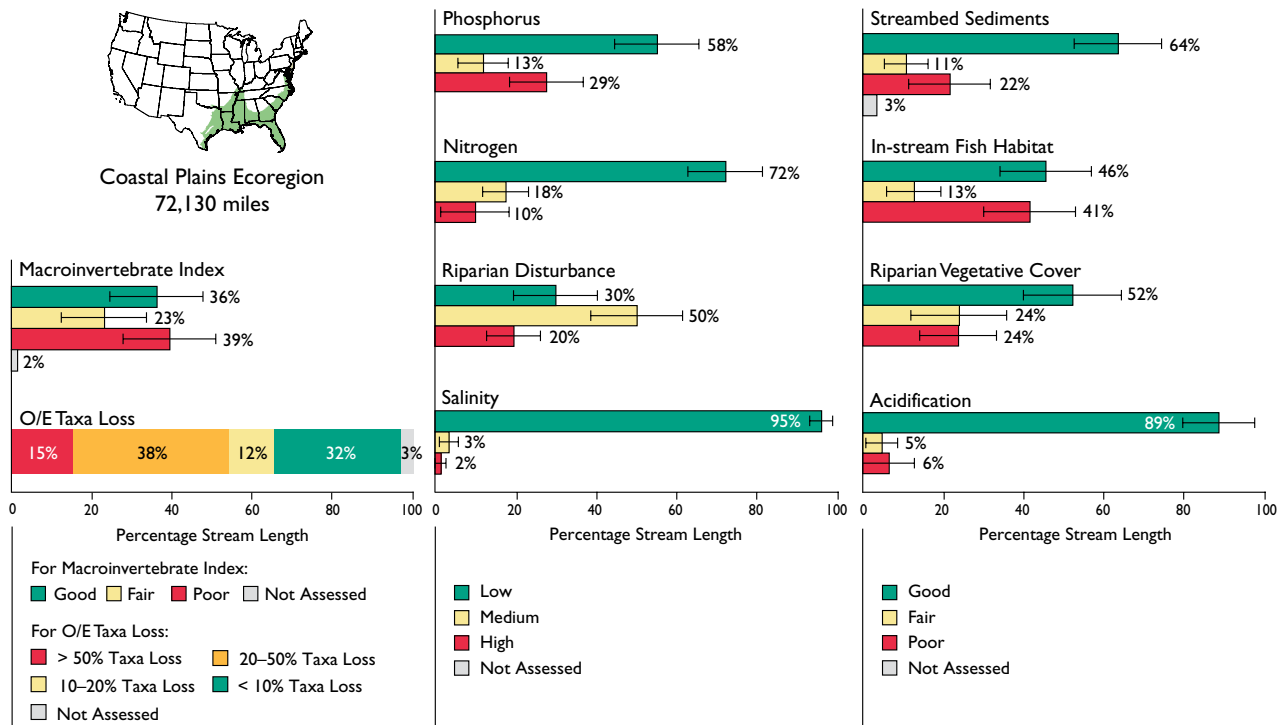 Coastal Plains Ecoregion
72,130 miles
Macroinvertebrate Index
36%
23%
39%
2%
O/E Taxa Loss
15% 38% 12% 32% 3%
0 20 40 60 80 100
Percentage Stream Length
For Macroinvertebrate Index:
Good Fair Poor Not Assessed
For O/E Taxa Loss:
> 50% Taxa Loss 20–50% Taxa Loss
10–20% Taxa Loss < 10% Taxa Loss
Not Assessed
Phosphorus
58%
13%
29%
Nitrogen
72%
18%
10%
Riparian Disturbance
30%
50%
20%
Salinity
95%
3%
2%
0 20 40 60 80 100
Percentage Stream Length
Low
Medium
High
Not Assessed
Streambed Sediments
64%
11%
22%
3%
In-stream Fish Habitat
46%
13%
41%
Riparian Vegetative Cover
52%
24%
24%
Acidification
89%
5%
6%
0 20 40 60 80 100
Percentage Stream Length
Good
Fair
Poor
Not Assessed